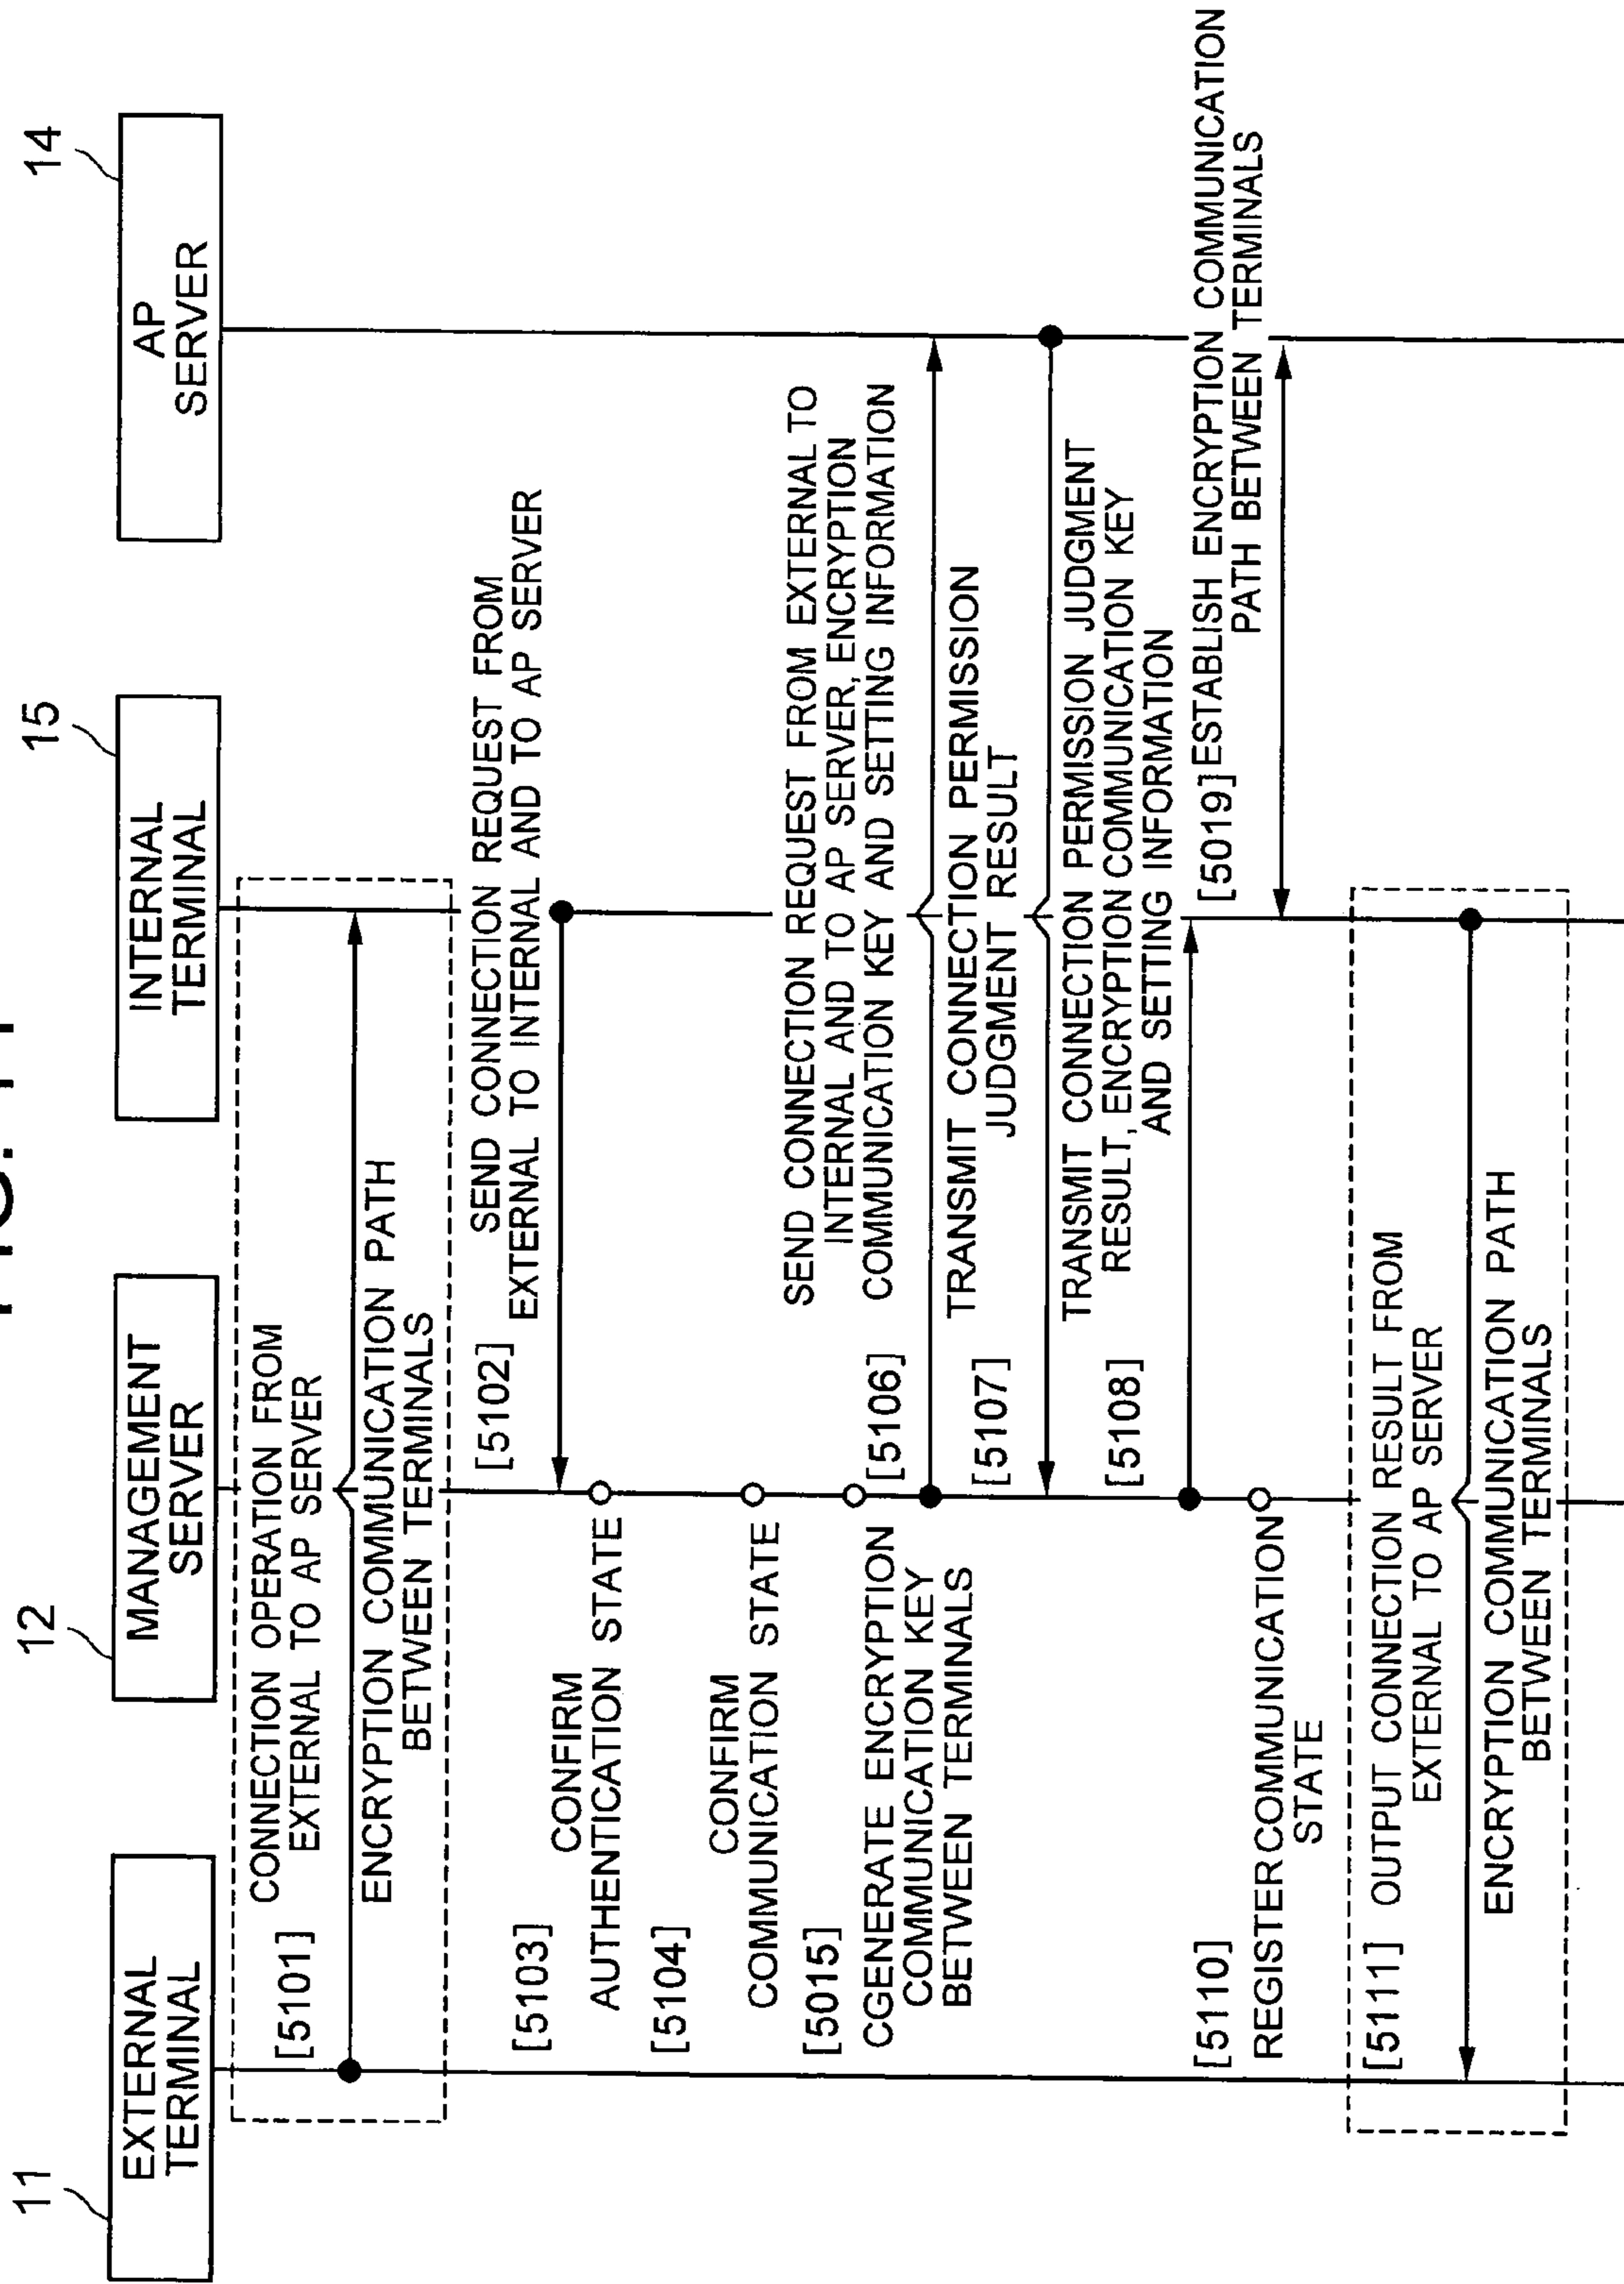 11
EXTERNAL
TERMINAL
12
MANAGEMENT
SERVER
15
INTERNAL
TERMINAL
14
AP
SERVER
[5101]
CONNECTION OPERATION FROM
EXTERNAL TO AP SERVER
ENCRYPTION COMMUNICATION PATH
BETWEEN TERMINALS
[5102]
SEND CONNECTION REQUEST FROM
EXTERNAL TO INTERNAL AND TO AP SERVER
[5103]
CONFIRM
AUTHENTICATION STATE
[5104]
CONFIRM
COMMUNICATION STATE
[5015]
CGENERATE ENCRYPTION
COMMUNICATION KEY
BETWEEN TERMINALS
[5106]
SEND CONNECTION REQUEST FROM EXTERNAL TO
INTERNAL AND TO AP SERVER, ENCRYPTION
COMMUNICATION KEY AND SETTING INFORMATION
[5107]
TRANSMIT CONNECTION PERMISSION
JUDGMENT RESULT
[5108]
TRANSMIT CONNECTION PERMISSION JUDGMENT
RESULT, ENCRYPTION COMMUNICATION KEY
AND SETTING INFORMATION
[5019] ESTABLISH ENCRYPTION COMMUNICATION
PATH BETWEEN TERMINALS
[5110]
REGISTER COMMUNICATION
STATE
[5111]
OUTPUT CONNECTION RESULT FROM
EXTERNAL TO AP SERVER
ENCRYPTION COMMUNICATION PATH
BETWEEN TERMINALS